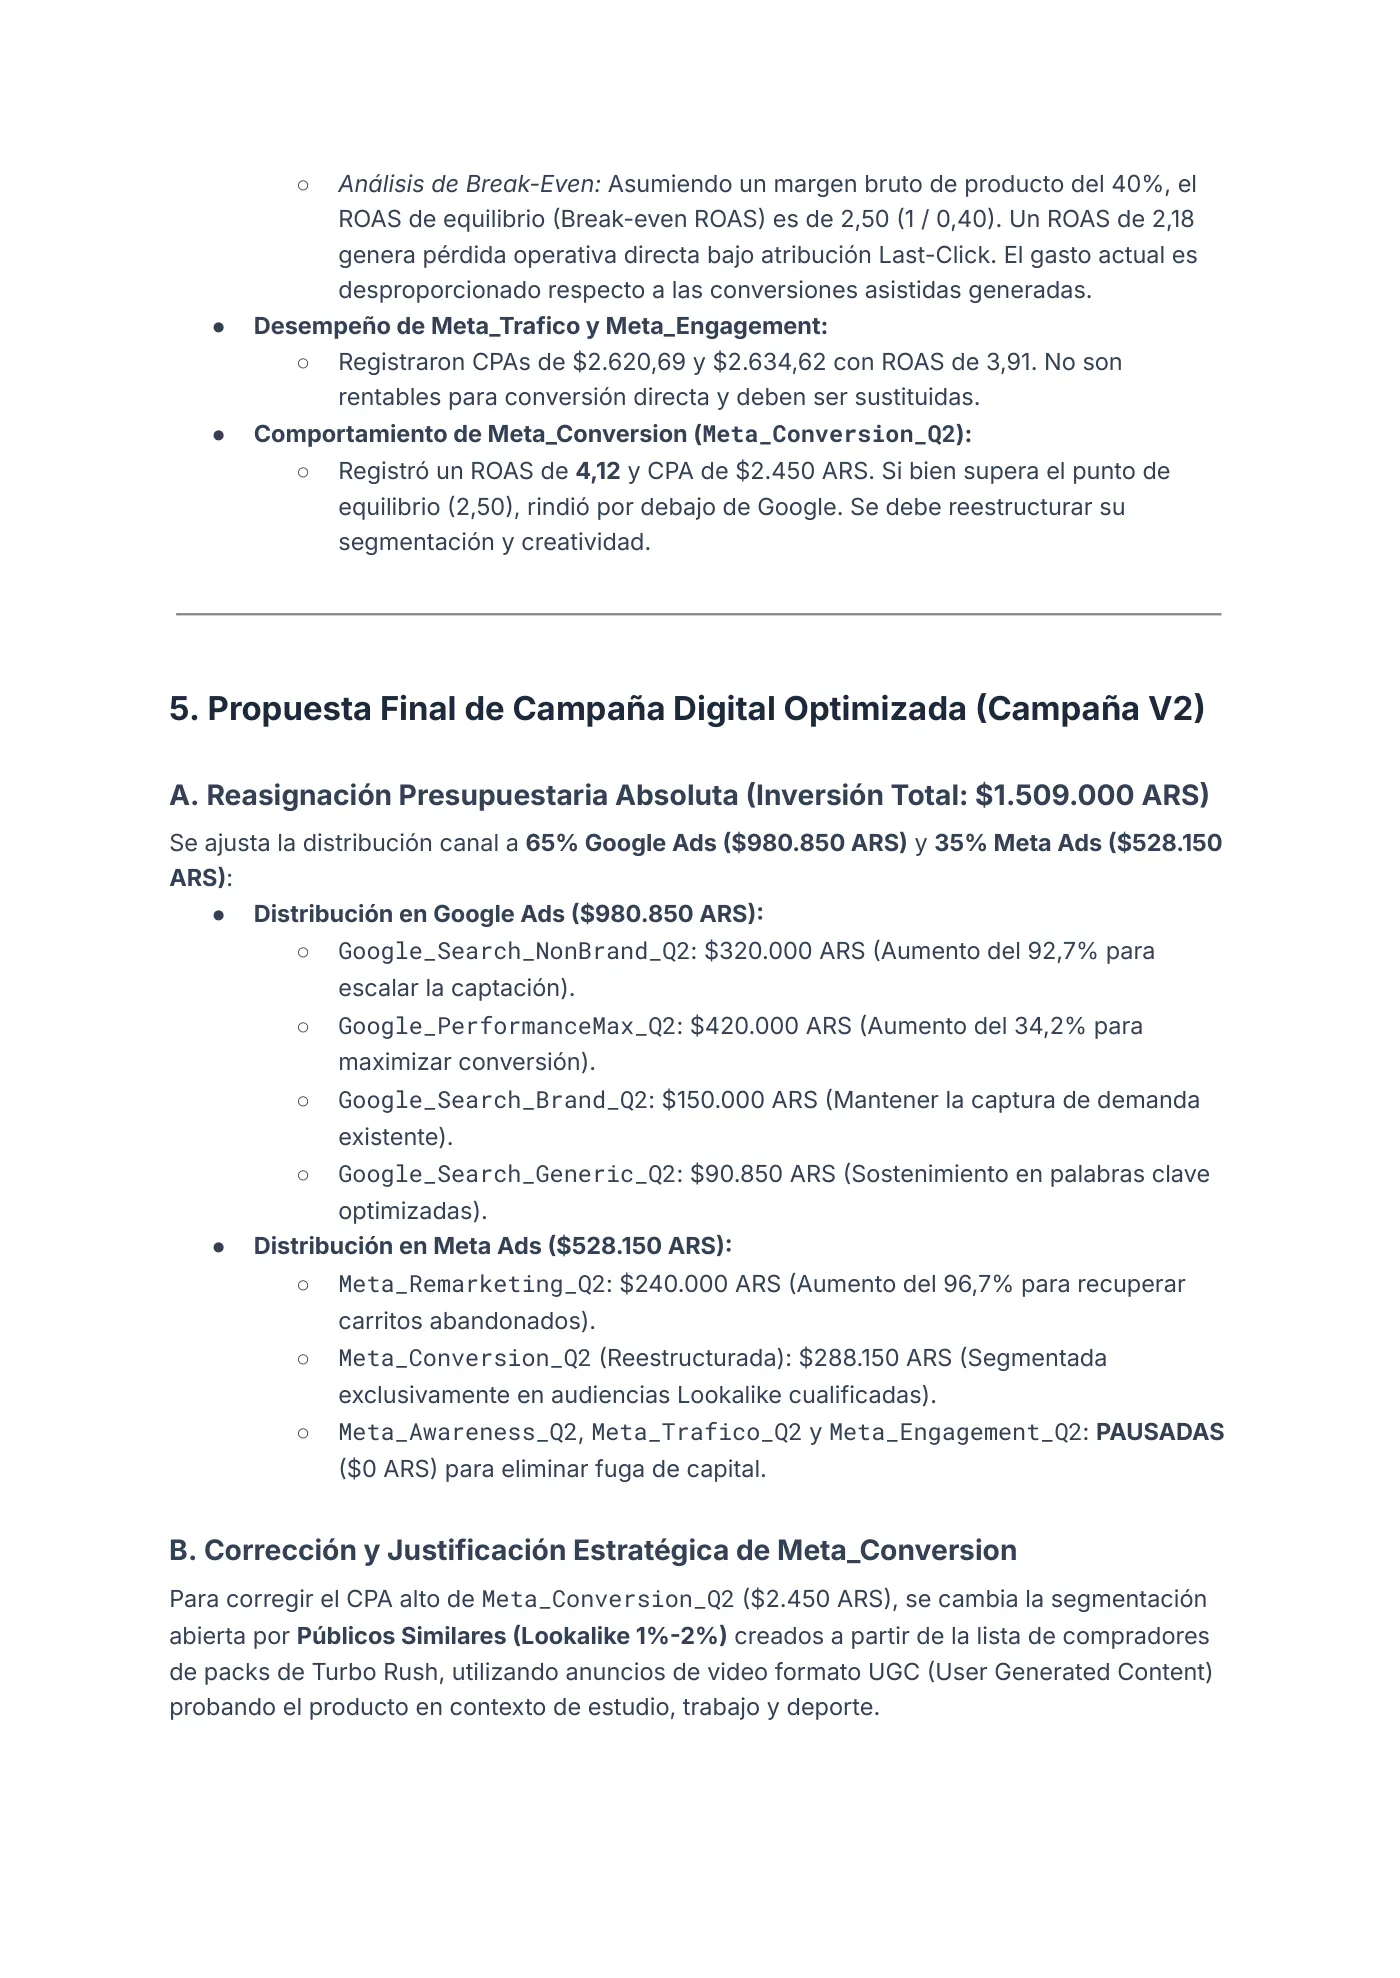 ○ Análisis de Break-Even: Asumiendo un margen bruto de producto del 40%, el
ROAS de equilibrio (Break-even ROAS) es de 2,50 (1 / 0,40). Un ROAS de 2,18
genera pérdida operativa directa bajo atribución Last-Click. El gasto actual es
desproporcionado respecto a las conversiones asistidas generadas.
● Desempeño de Meta_Trafico y Meta_Engagement:
○ Registraron CPAs de $2.620,69 y $2.634,62 con ROAS de 3,91. No son
rentables para conversión directa y deben ser sustituidas.
● Comportamiento de Meta_Conversion (Meta_Conversion_Q2):
○ Registró un ROAS de 4,12 y CPA de $2.450 ARS. Si bien supera el punto de
equilibrio (2,50), rindió por debajo de Google. Se debe reestructurar su
segmentación y creatividad.
5. Propuesta Final de Campaña Digital Optimizada (Campaña V2)
A. Reasignación Presupuestaria Absoluta (Inversión Total: $1.509.000 ARS)
Se ajusta la distribución canal a 65% Google Ads ($980.850 ARS) y 35% Meta Ads ($528.150
ARS):
● Distribución en Google Ads ($980.850 ARS):
○ Google_Search_NonBrand_Q2: $320.000 ARS (Aumento del 92,7% para
escalar la captación).
○ Google_PerformanceMax_Q2: $420.000 ARS (Aumento del 34,2% para
maximizar conversión).
○ Google_Search_Brand_Q2: $150.000 ARS (Mantener la captura de demanda
existente).
○ Google_Search_Generic_Q2: $90.850 ARS (Sostenimiento en palabras clave
optimizadas).
● Distribución en Meta Ads ($528.150 ARS):
○ Meta_Remarketing_Q2: $240.000 ARS (Aumento del 96,7% para recuperar
carritos abandonados).
○ Meta_Conversion_Q2 (Reestructurada): $288.150 ARS (Segmentada
exclusivamente en audiencias Lookalike cualificadas).
○ Meta_Awareness_Q2, Meta_Trafico_Q2 y Meta_Engagement_Q2: PAUSADAS
($0 ARS) para eliminar fuga de capital.
B. Corrección y Justificación Estratégica de Meta_Conversion
Para corregir el CPA alto de Meta_Conversion_Q2 ($2.450 ARS), se cambia la segmentación
abierta por Públicos Similares (Lookalike 1%-2%) creados a partir de la lista de compradores
de packs de Turbo Rush, utilizando anuncios de video formato UGC (User Generated Content)
probando el producto en contexto de estudio, trabajo y deporte.